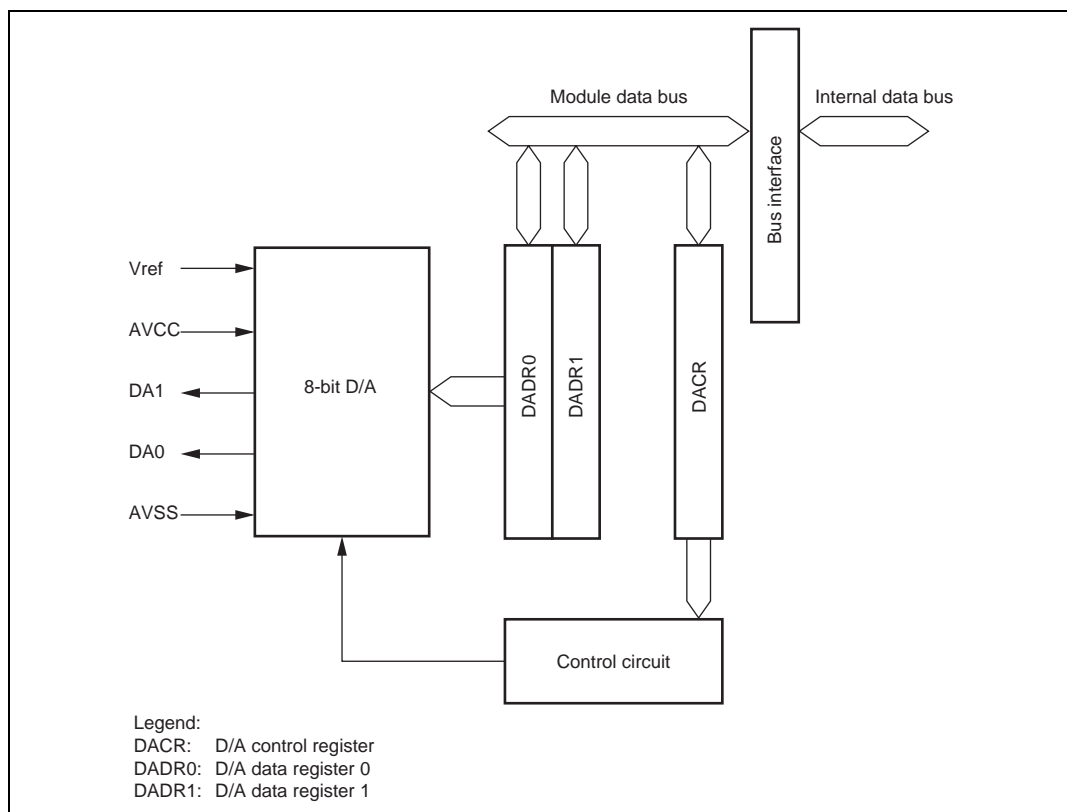 Module data bus
Internal data bus
Bus interface
Vref
AVCC
DA1
DA0
AVSS
8-bit D/A
DADR0
DADR1
DACR
Control circuit
Legend:
DACR: D/A control register
DADR0: D/A data register 0
DADR1: D/A data register 1